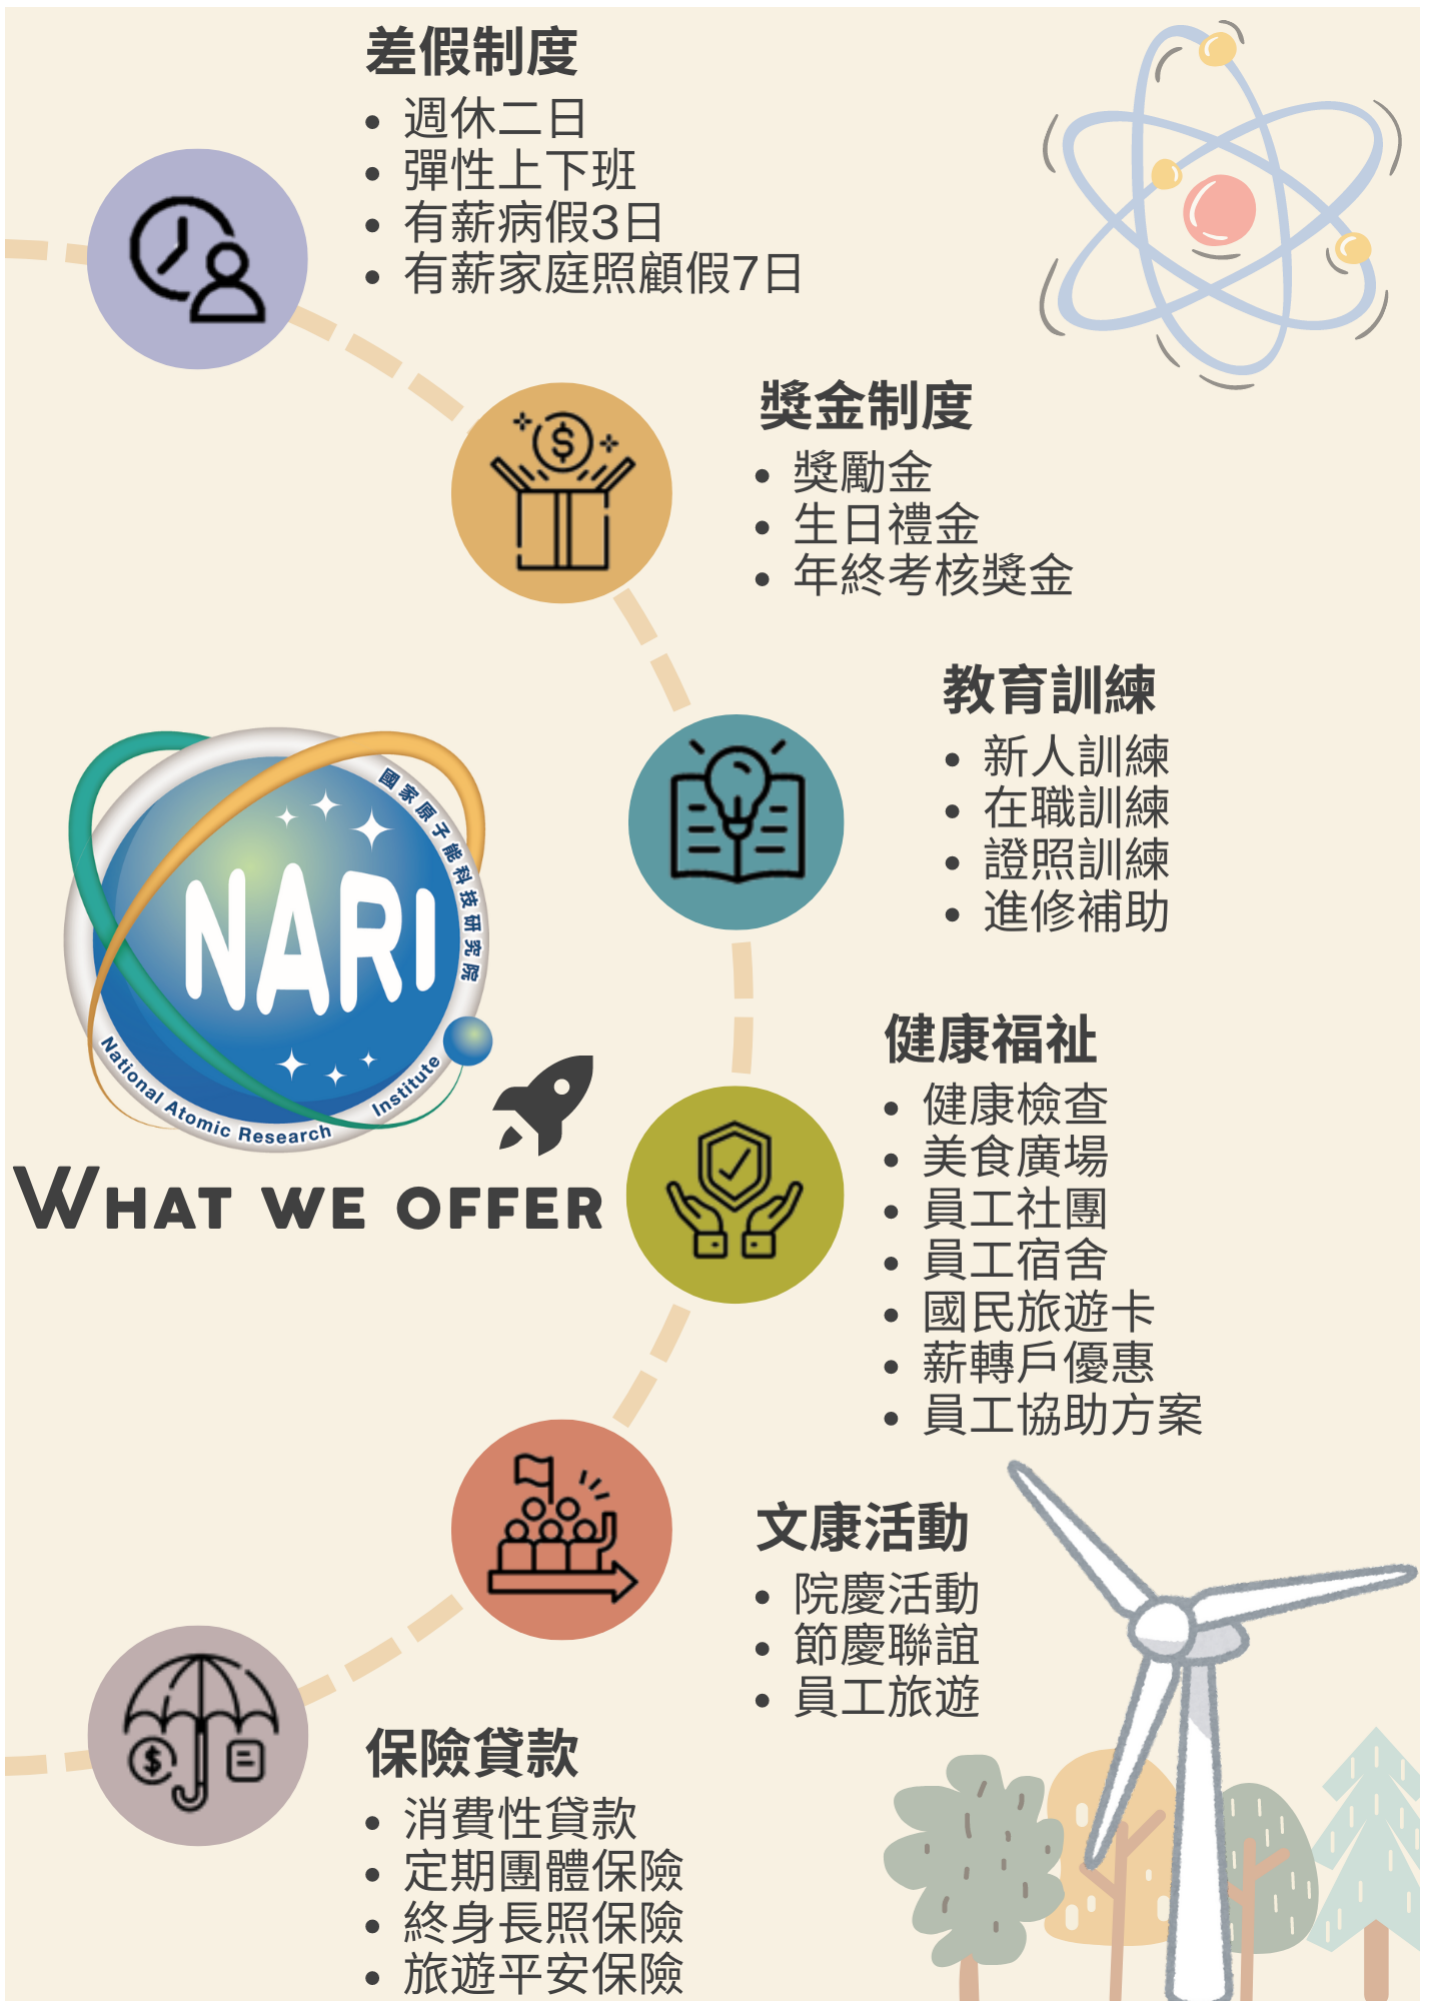 差假制度
• 週休二日
• 彈性上下班
• 有薪病假3日
• 有薪家庭照顧假7日
獎金制度
• 獎勵金
• 生日禮金
• 年終考核獎金
教育訓練
• 新人訓練
• 在職訓練
• 證照訓練
• 進修補助
國家原子能科技研究院
NARI
National Atomic Research Institute
WHAT WE OFFER
健康福祉
• 健康檢查
• 美食廣場
• 員工社團
• 員工宿舍
• 國民旅遊卡
• 薪轉戶優惠
• 員工協助方案
文康活動
• 院慶活動
• 節慶聯誼
• 員工旅遊
保險貸款
• 消費性貸款
• 定期團體保險
• 終身長照保險
• 旅遊平安保險